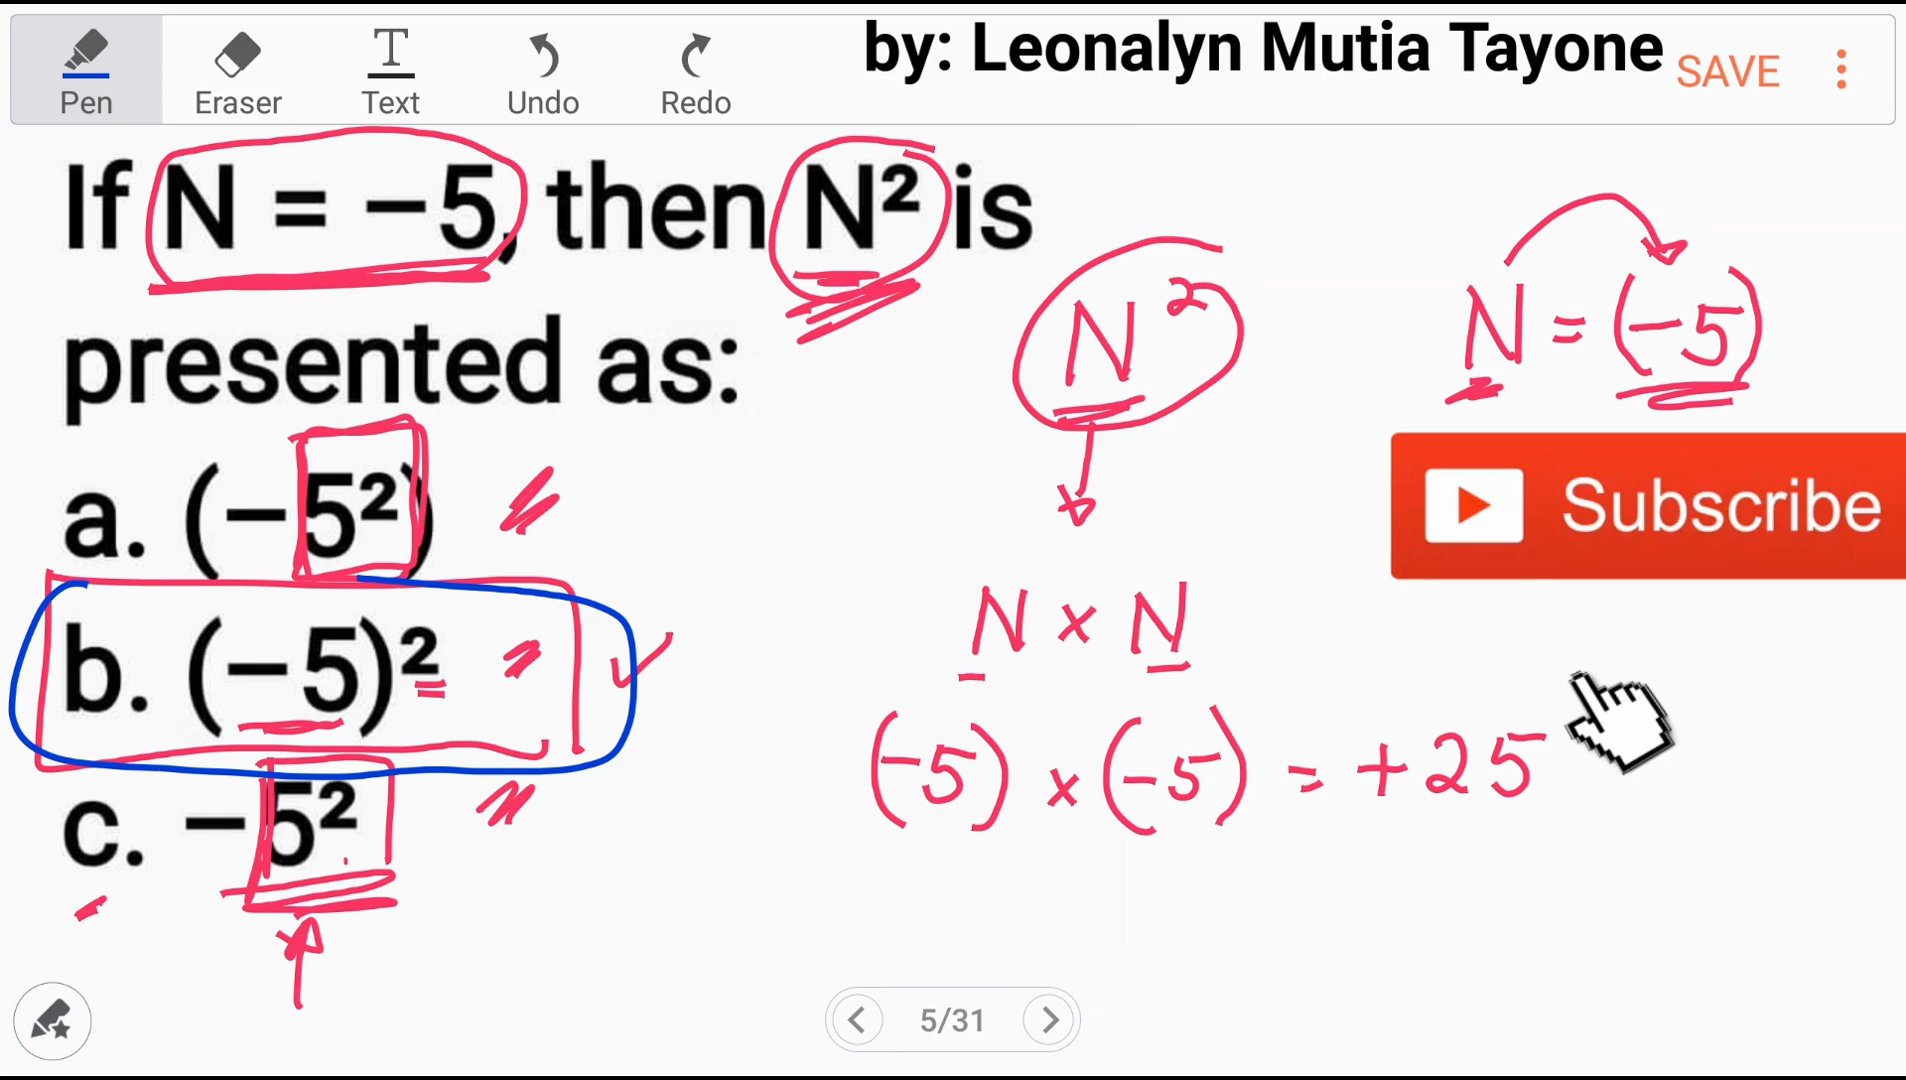 by: Leonalyn Mutia Tayone
SAVE
Pen
Eraser
Text
Undo
Redo
If N = −5, then N² is
presented as:
a. (−5²)
b. (−5)²
c. −5²
N²
N = (−5)
Subscribe
N × N
(−5) × (−5) = +25
5/31